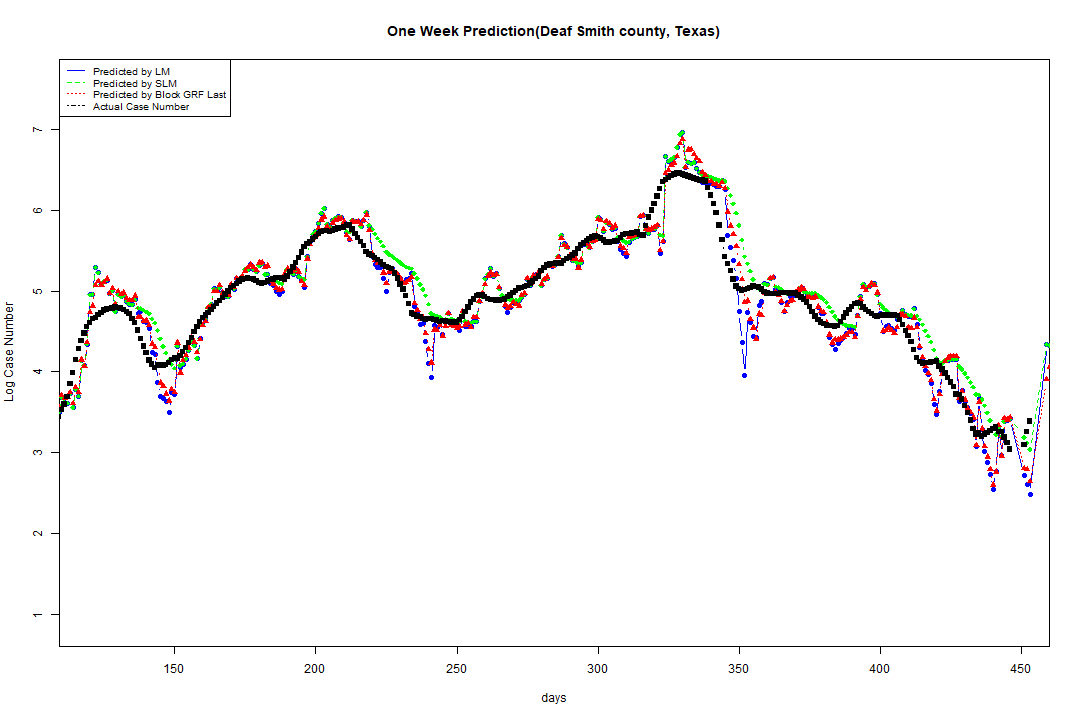 One Week Prediction(Deaf Smith county, Texas)
Predicted by LM
Predicted by SLM
Predicted by Block GRF Last
Actual Case Number
Log Case Number
7
6
5
4
3
2
1
150 200 250 300 350 400 450
days